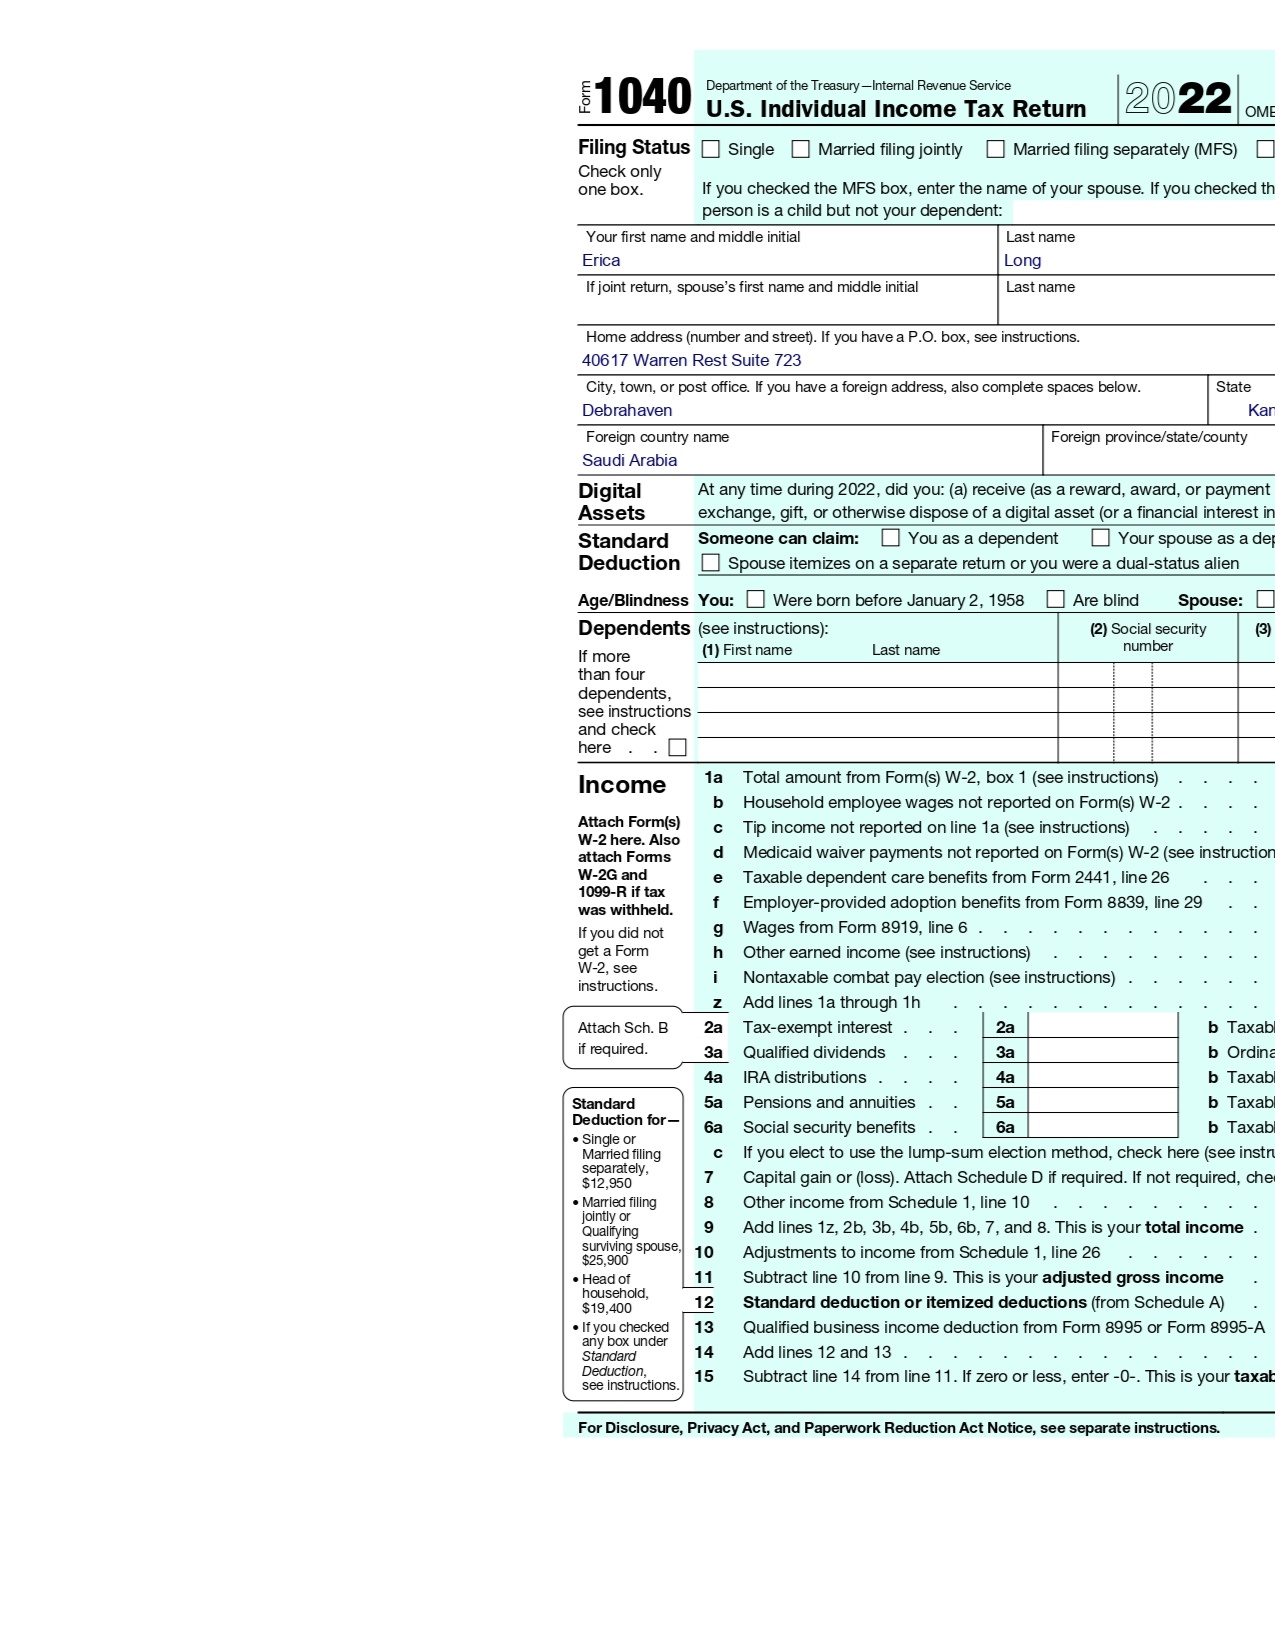 Form 1040 Department of the Treasury—Internal Revenue Service
U.S. Individual Income Tax Return 2022
Filing Status
Check only
one box.
Single Married filing jointly Married filing separately (MFS)
If you checked the MFS box, enter the name of your spouse. If you checked
person is a child but not your dependent:
Your first name and middle initial Last name
Erica Long
If joint return, spouse’s first name and middle initial Last name
Home address (number and street). If you have a P.O. box, see instructions.
40617 Warren Rest Suite 723
City, town, or post office. If you have a foreign address, also complete spaces below. State
Debrahaven
Foreign country name Foreign province/state/county
Saudi Arabia
Digital
Assets
At any time during 2022, did you: (a) receive (as a reward, award, or payment
exchange, gift, or otherwise dispose of a digital asset (or a financial interest in
Standard
Deduction
Someone can claim: You as a dependent Your spouse as a
Spouse itemizes on a separate return or you were a dual-status alien
Age/Blindness You: Were born before January 2, 1958 Are blind Spouse:
Dependents (see instructions): (2) Social security number (3)
(1) First name Last name
If more
than four
dependents,
see instructions
and check
here . .
Income
Attach Form(s)
W-2 here. Also
attach Forms
W-2G and
1099-R if tax
was withheld.
If you did not
get a Form
W-2, see
instructions.
1a Total amount from Form(s) W-2, box 1 (see instructions) . . . .
b Household employee wages not reported on Form(s) W-2 . . . .
c Tip income not reported on line 1a (see instructions) . . . . .
d Medicaid waiver payments not reported on Form(s) W-2 (see
e Taxable dependent care benefits from Form 2441, line 26 . . .
f Employer-provided adoption benefits from Form 8839, line 29 . .
g Wages from Form 8919, line 6 . . . . . . . . . . . .
h Other earned income (see instructions) . . . . . . . . .
i Nontaxable combat pay election (see instructions) . . . . . .
z Add lines 1a through 1h . . . . . . . . . . . . .
Attach Sch. B
if required.
2a Tax-exempt interest . . . 2a b
3a Qualified dividends . . . 3a b
4a IRA distributions . . . . 4a b
5a Pensions and annuities . . 5a b
6a Social security benefits . . 6a b
c If you elect to use the lump-sum election method, check here (see
7 Capital gain or (loss). Attach Schedule D if required. If not required,
8 Other income from Schedule 1, line 10 . . . . . . . . .
9 Add lines 1z, 2b, 3b, 4b, 5b, 6b, 7, and 8. This is your total income .
10 Adjustments to income from Schedule 1, line 26 . . . . . .
11 Subtract line 10 from line 9. This is your adjusted gross income .
12 Standard deduction or itemized deductions (from Schedule A) .
13 Qualified business income deduction from Form 8995 or Form 8995-A
14 Add lines 12 and 13 . . . . . . . . . . . . . . .
15 Subtract line 14 from line 11. If zero or less, enter -0-. This is your
Standard
Deduction for—
• Single or
Married filing
separately,
$12,950
• Married filing
jointly or
Qualifying
surviving spouse,
$25,900
• Head of
household,
$19,400
• If you checked
any box under
Standard
Deduction,
see instructions.
For Disclosure, Privacy Act, and Paperwork Reduction Act Notice, see separate instructions.